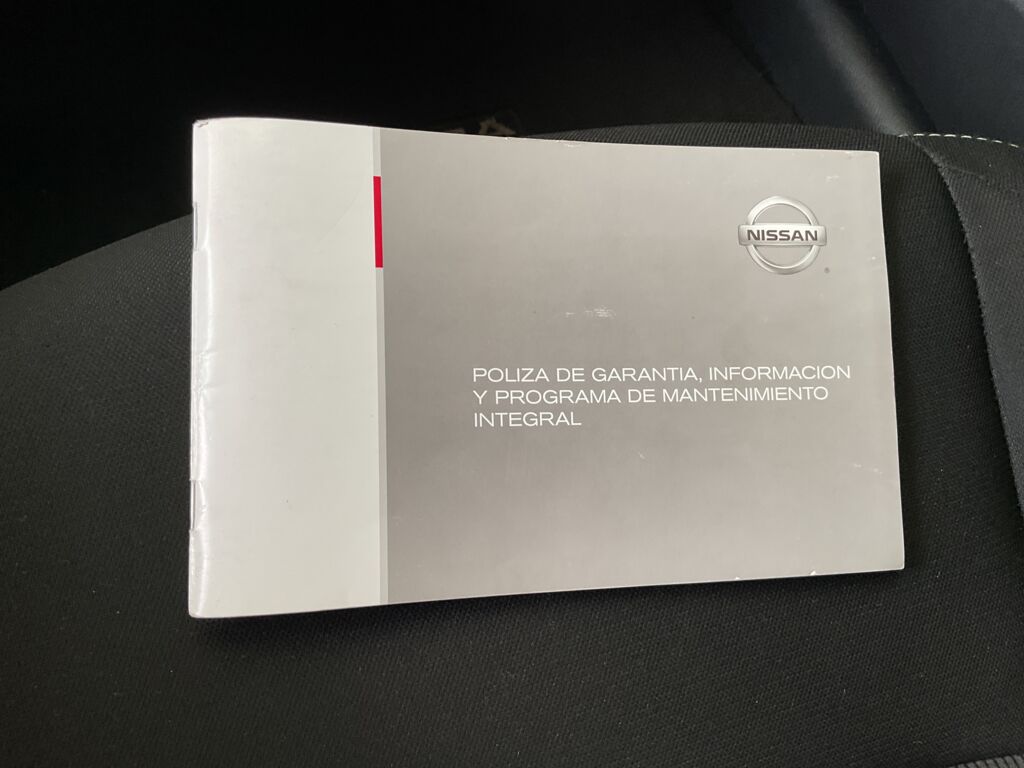 NISSAN
POLIZA DE GARANTIA, INFORMACION
Y PROGRAMA DE MANTENIMIENTO
INTEGRAL